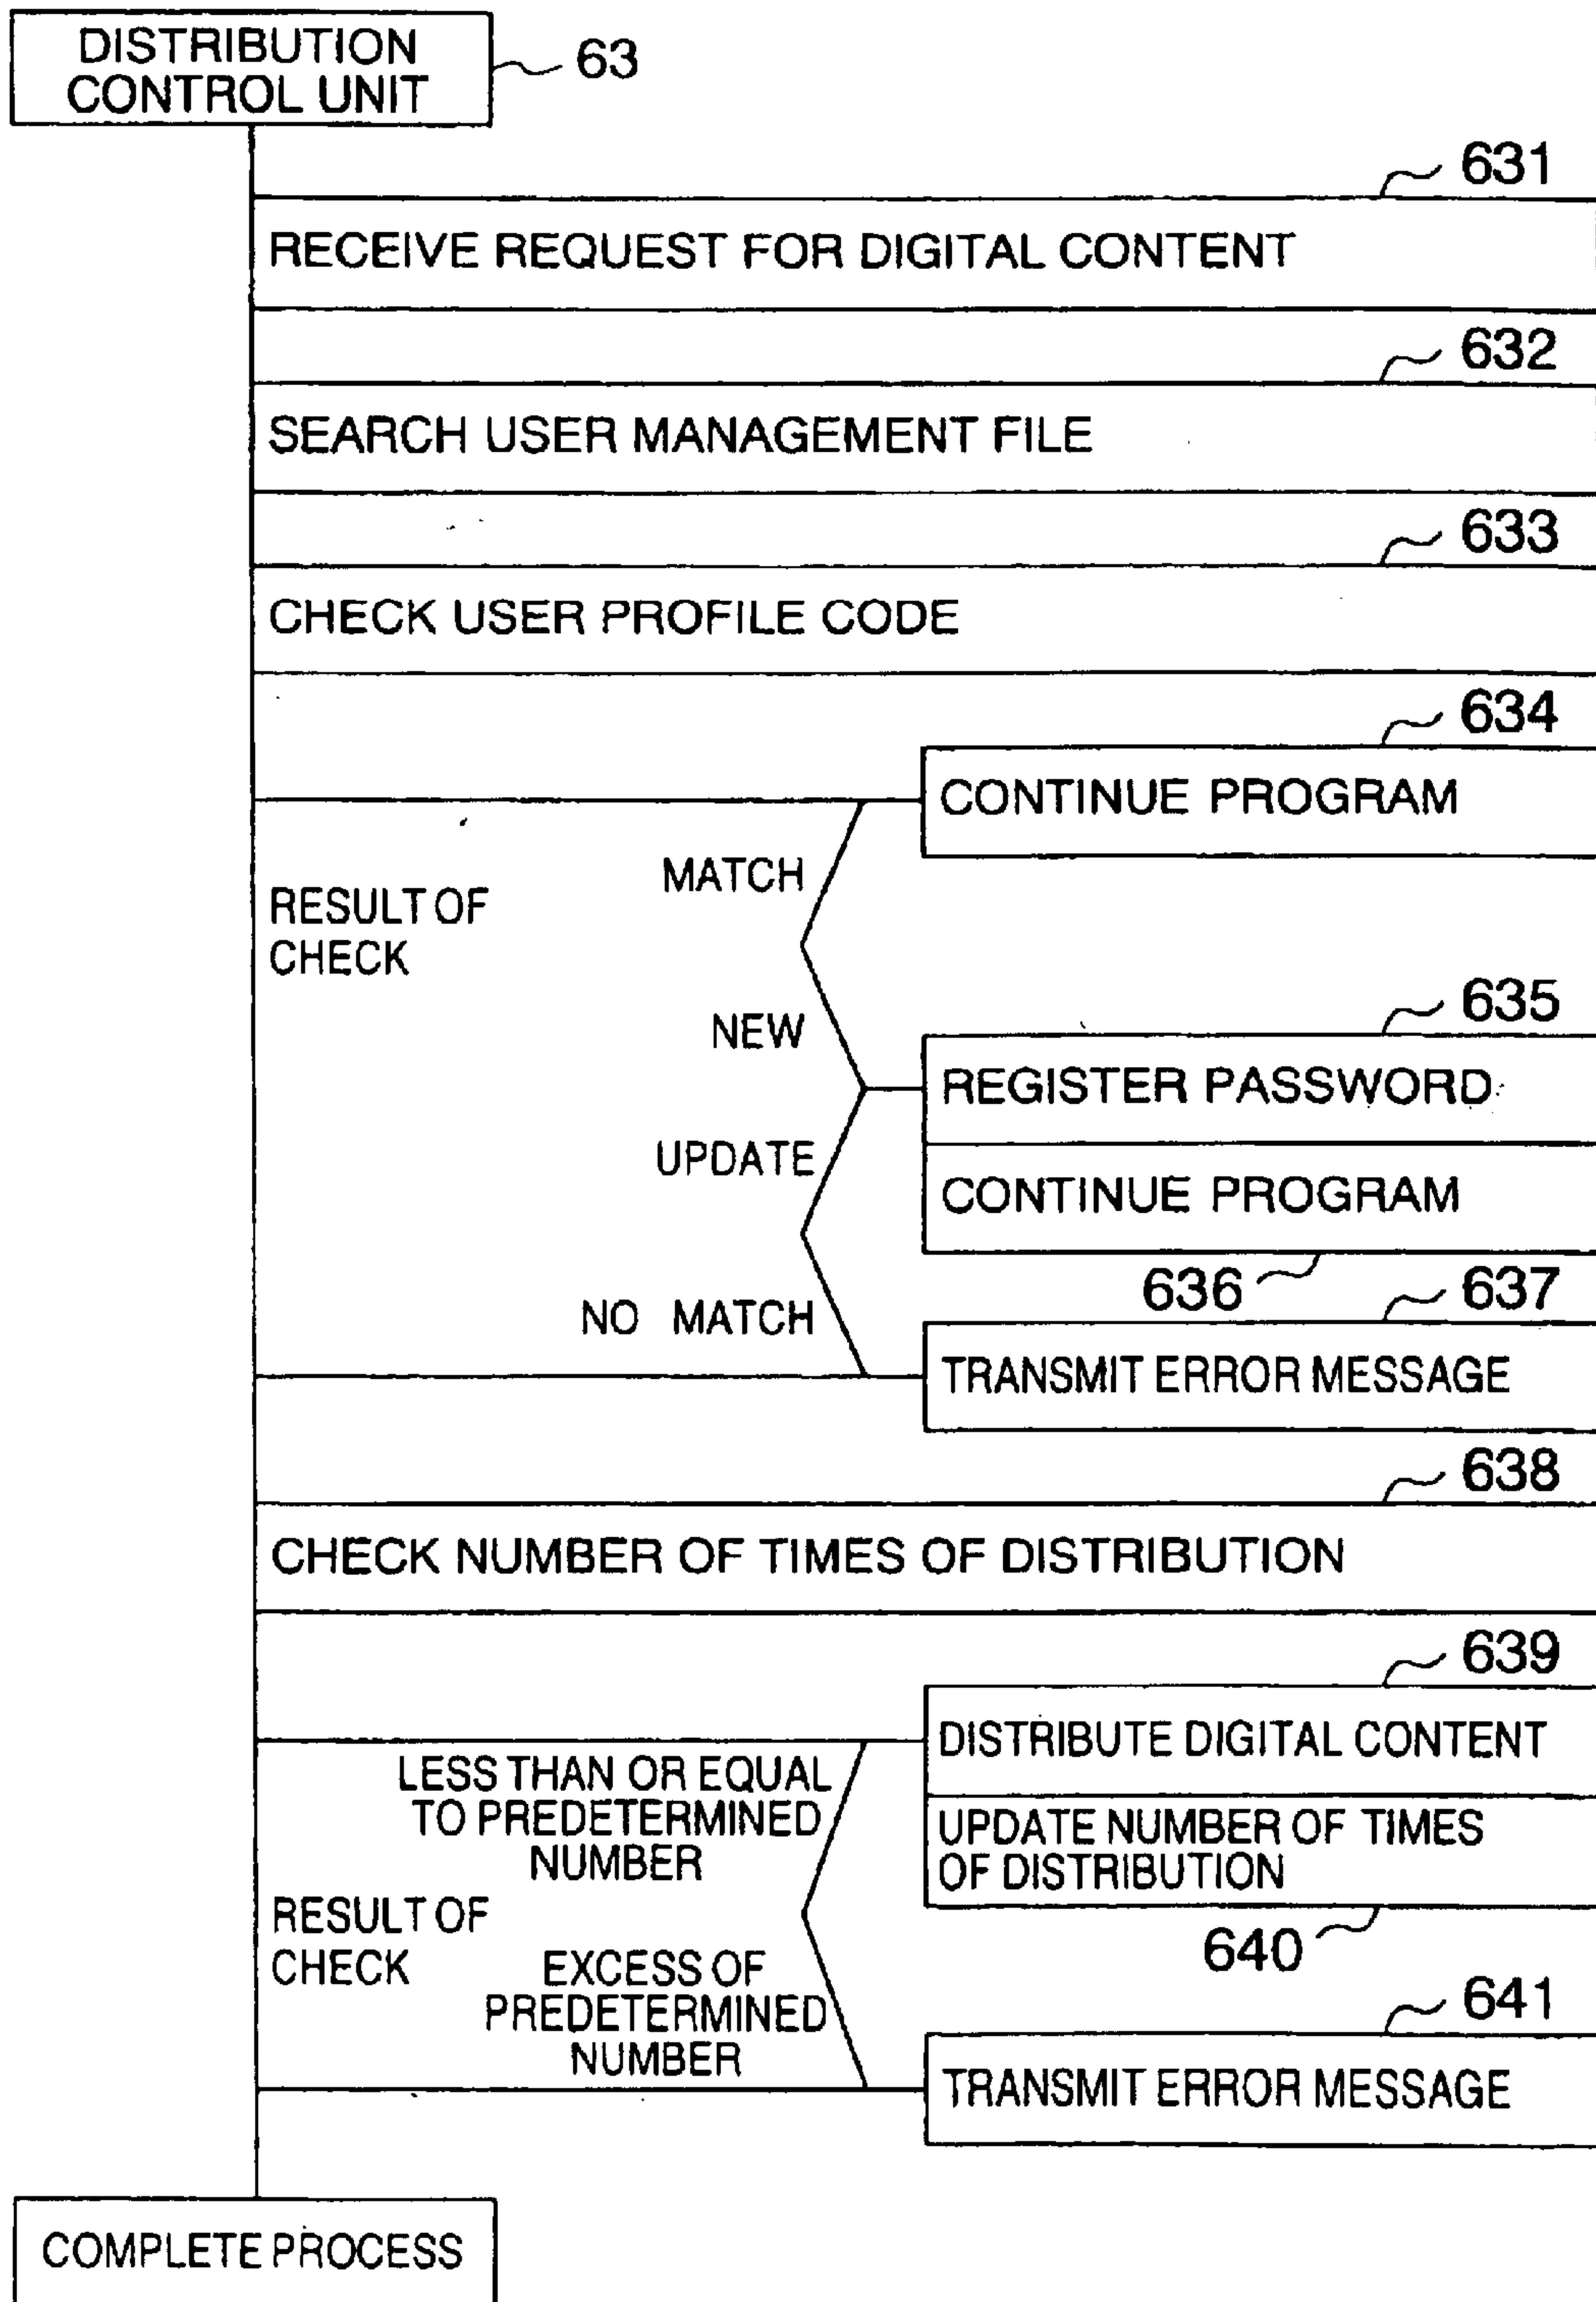 DISTRIBUTION
CONTROL UNIT
63
631
RECEIVE REQUEST FOR DIGITAL CONTENT
632
SEARCH USER MANAGEMENT FILE
633
CHECK USER PROFILE CODE
634
CONTINUE PROGRAM
MATCH
RESULT OF
CHECK
NEW
635
REGISTER PASSWORD
UPDATE
CONTINUE PROGRAM
636
637
NO MATCH
TRANSMIT ERROR MESSAGE
638
CHECK NUMBER OF TIMES OF DISTRIBUTION
639
DISTRIBUTE DIGITAL CONTENT
LESS THAN OR EQUAL
TO PREDETERMINED
NUMBER
UPDATE NUMBER OF TIMES
OF DISTRIBUTION
640
RESULT OF
CHECK
EXCESS OF
PREDETERMINED
NUMBER
641
TRANSMIT ERROR MESSAGE
COMPLETE PROCESS